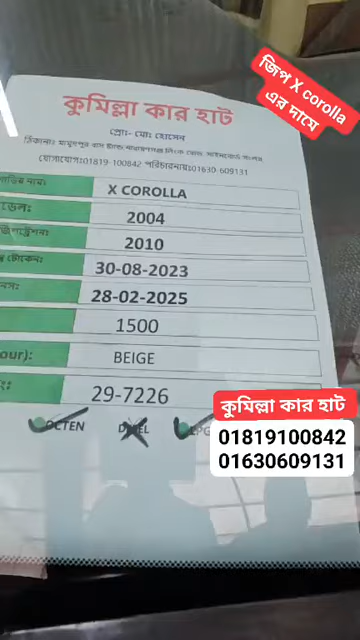 জিপ X corolla
এর দামে
কুমিল্লা কার হাট
প্রোঃ- মোঃ হোসেন
ঠিকানাঃ
যোগাযোগঃ01819-100842 পরিচালনায়ঃ01630-609131
নাম: X COROLLA
ডেল: 2004
2010
টোকেন: 30-08-2023
28-02-2025
1500
our): BEIGE
29-7226
OCTEN LPG
কুমিল্লা কার হাট
01819100842
01630609131